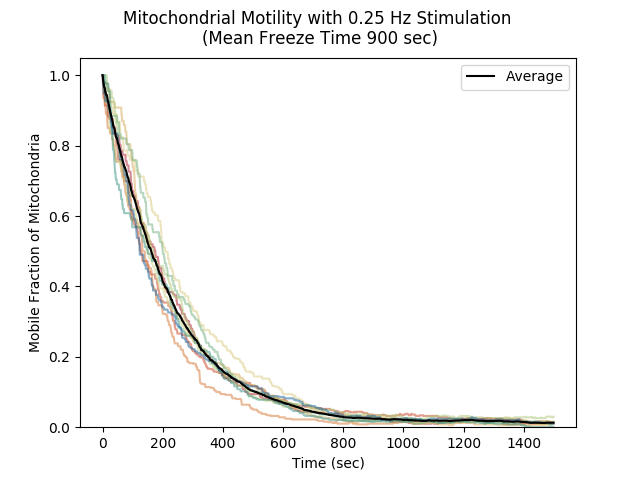 Mitochondrial Motility with 0.25 Hz Stimulation
(Mean Freeze Time 900 sec)
Average
1.0
0.8
0.6
0.4
0.2
0.0
Mobile Fraction of Mitochondria
0
200
400
600
800
1000
1200
1400
Time (sec)